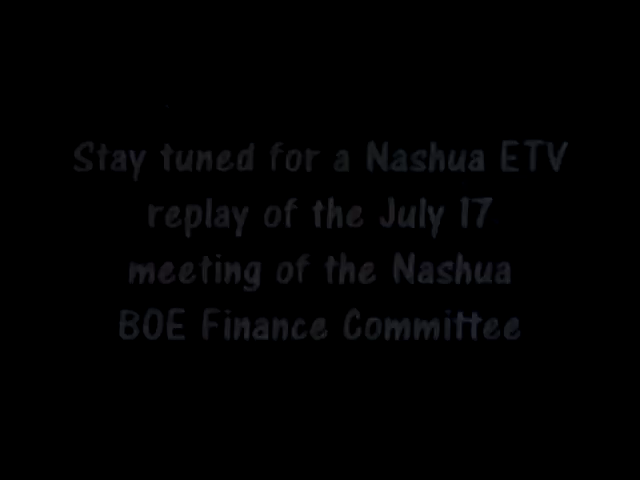 Stay tuned for a Nashua ETV
replay of the July 17
meeting of the Nashua
BOE Finance Committee